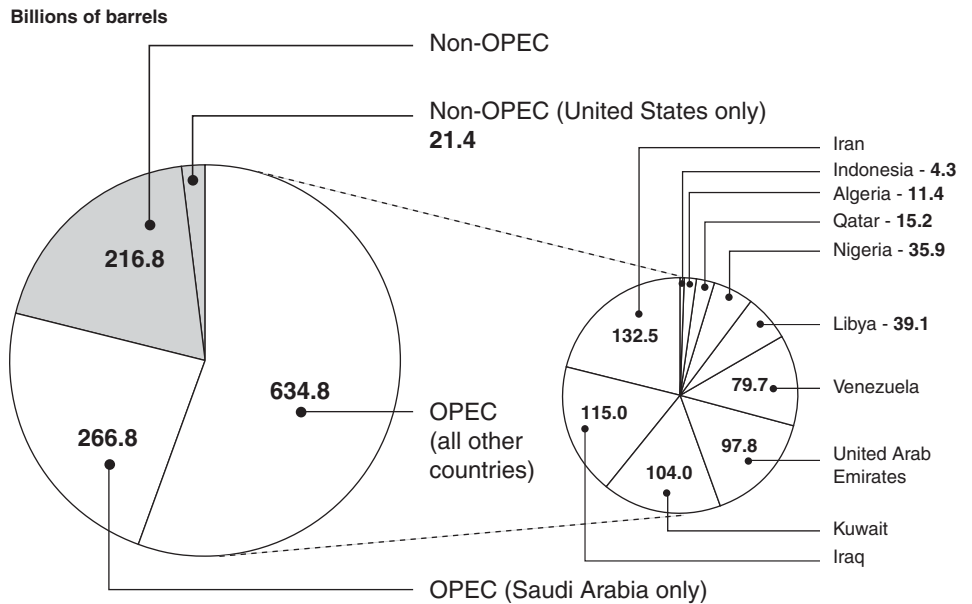 Billions of barrels
Non-OPEC
Non-OPEC (United States only)
21.4
216.8
266.8
634.8
OPEC
(all other
countries)
OPEC (Saudi Arabia only)
Iran
Indonesia - 4.3
Algeria - 11.4
Qatar - 15.2
Nigeria - 35.9
Libya - 39.1
Venezuela
United Arab
Emirates
Kuwait
Iraq
132.5
115.0
104.0
97.8
79.7